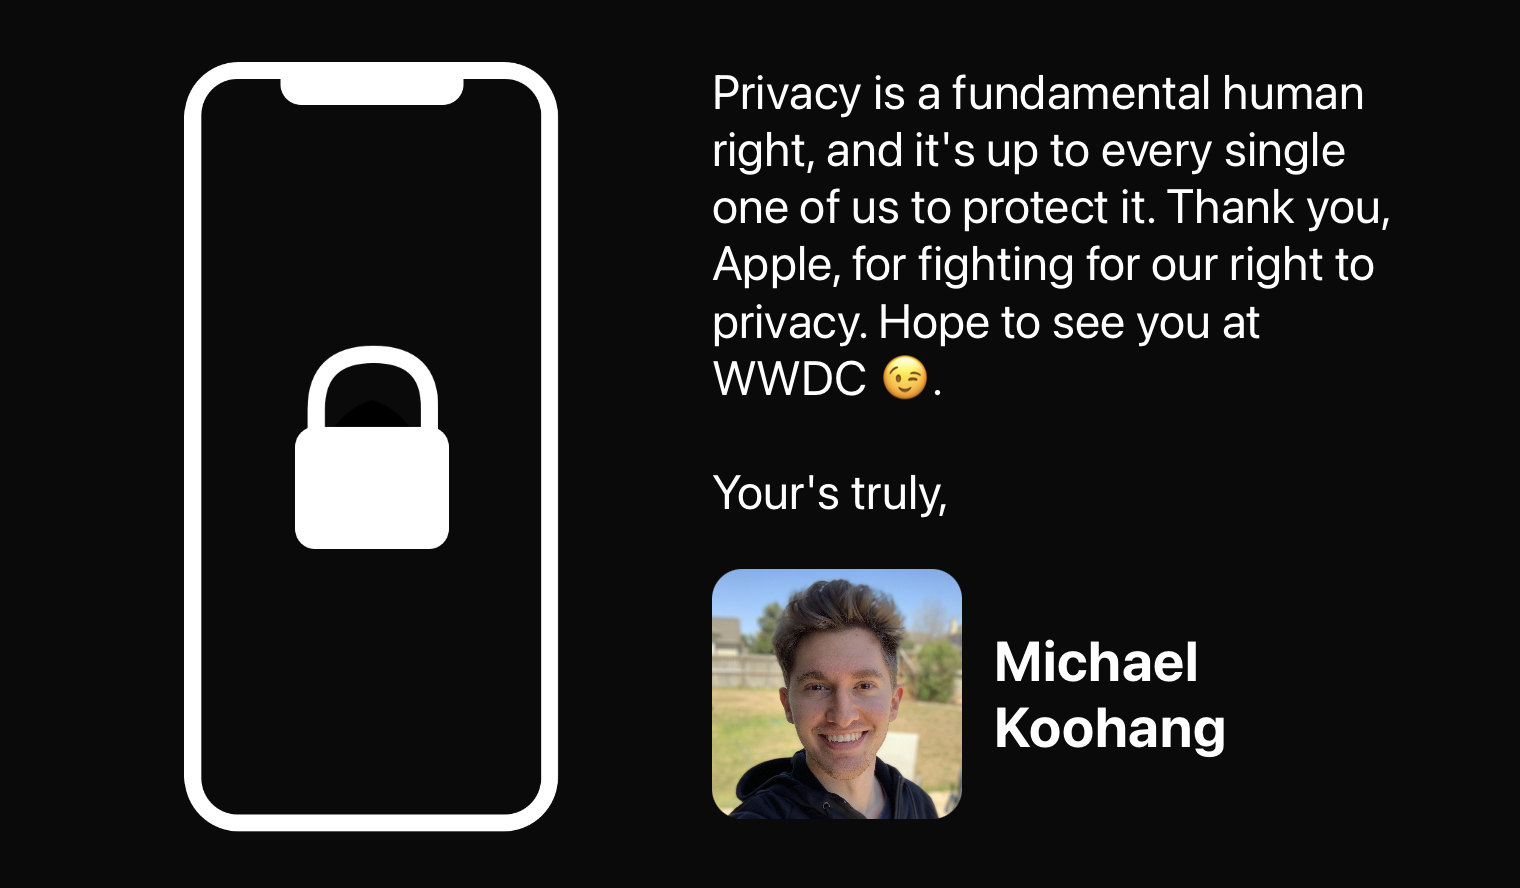 Privacy is a fundamental human
right, and it's up to every single
one of us to protect it. Thank you,
Apple, for fighting for our right to
privacy. Hope to see you at
WWDC 😉.
Your's truly,
Michael
Koohang